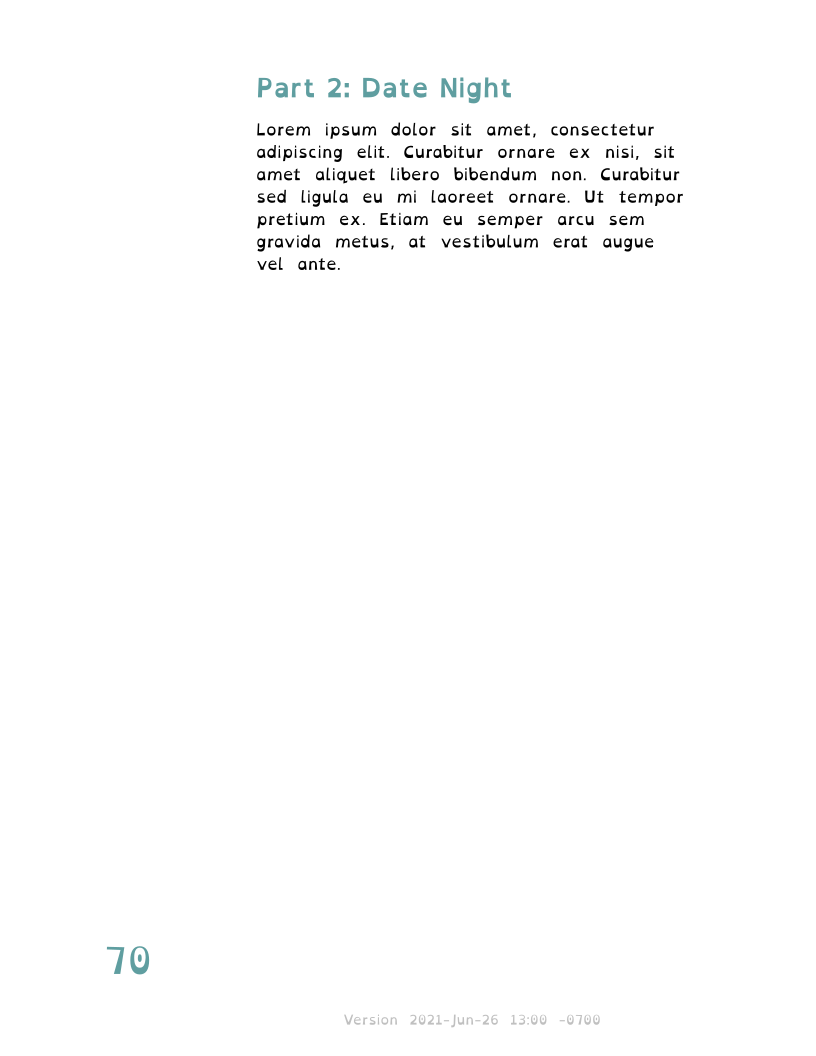 Part 2: Date Night
Lorem ipsum dolor sit amet, consectetur
adipiscing elit. Curabitur ornare ex nisi, sit
amet aliquet libero bibendum non. Curabitur
sed ligula eu mi laoreet ornare. Ut tempor
pretium ex. Etiam eu semper arcu sem
gravida metus, at vestibulum erat augue
vel ante.
70
Version 2021-Jun-26 13:00 -0700